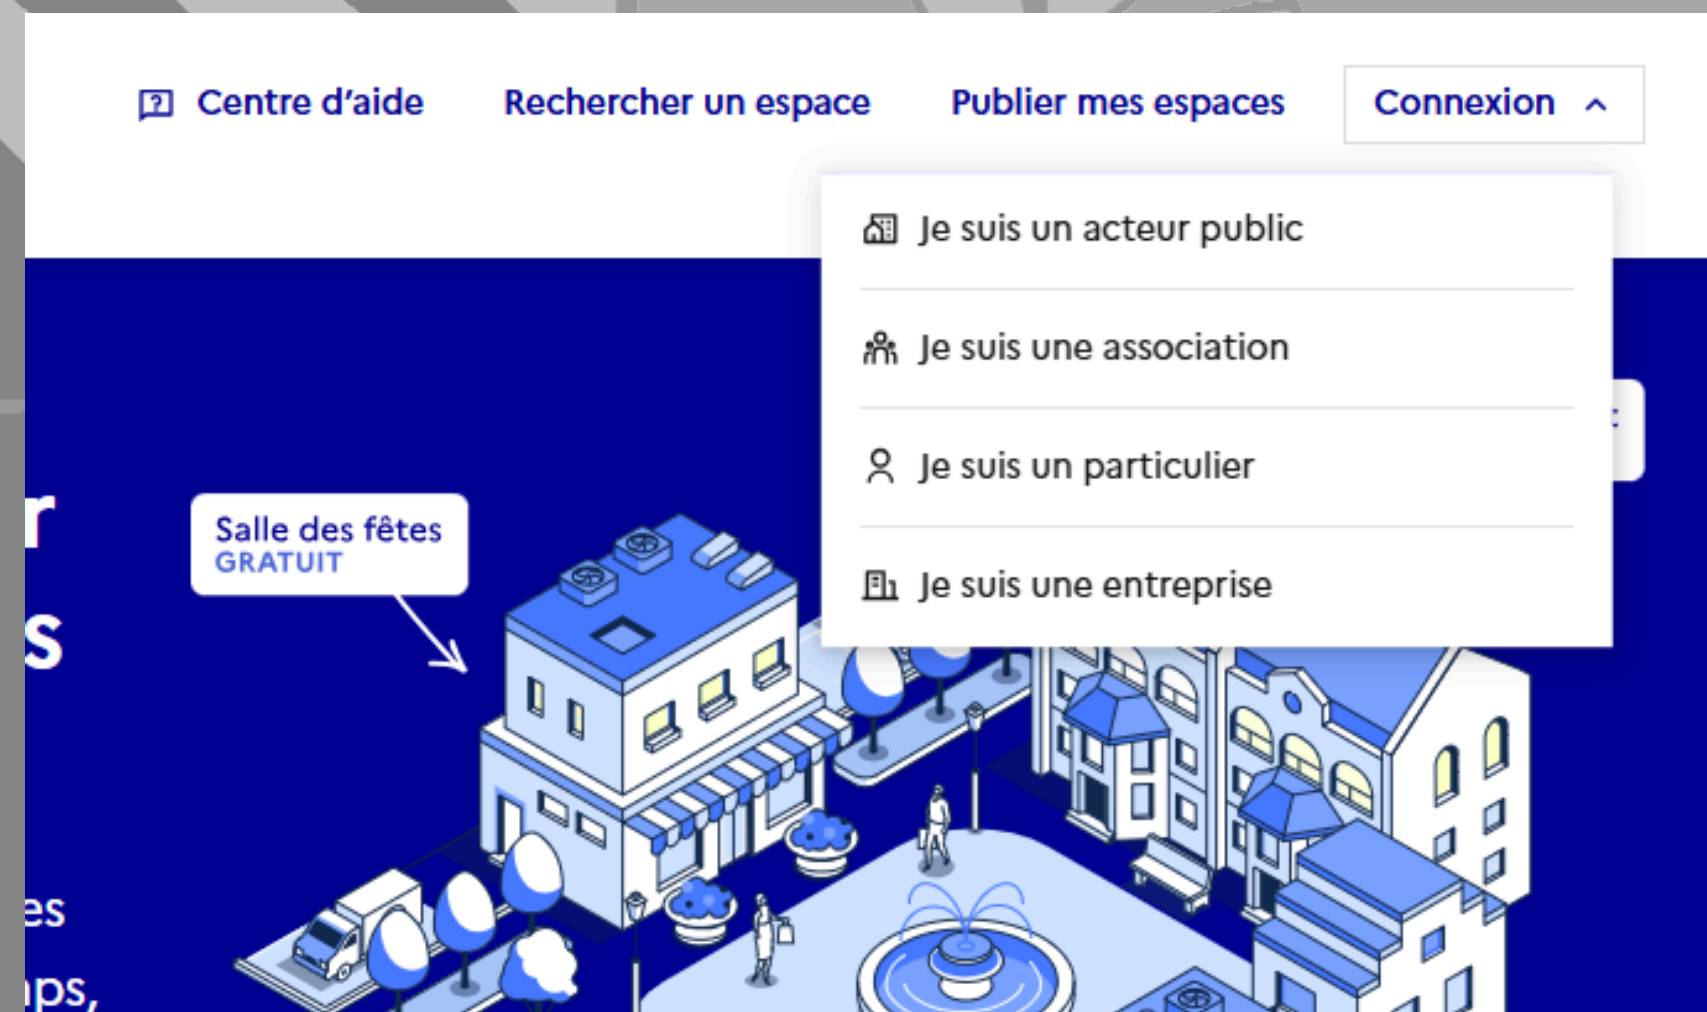 Centre d'aide
Rechercher un espace
Publier mes espaces
Connexion
Je suis un acteur public
Je suis une association
Je suis un particulier
Je suis une entreprise
Salle des fêtes
GRATUIT